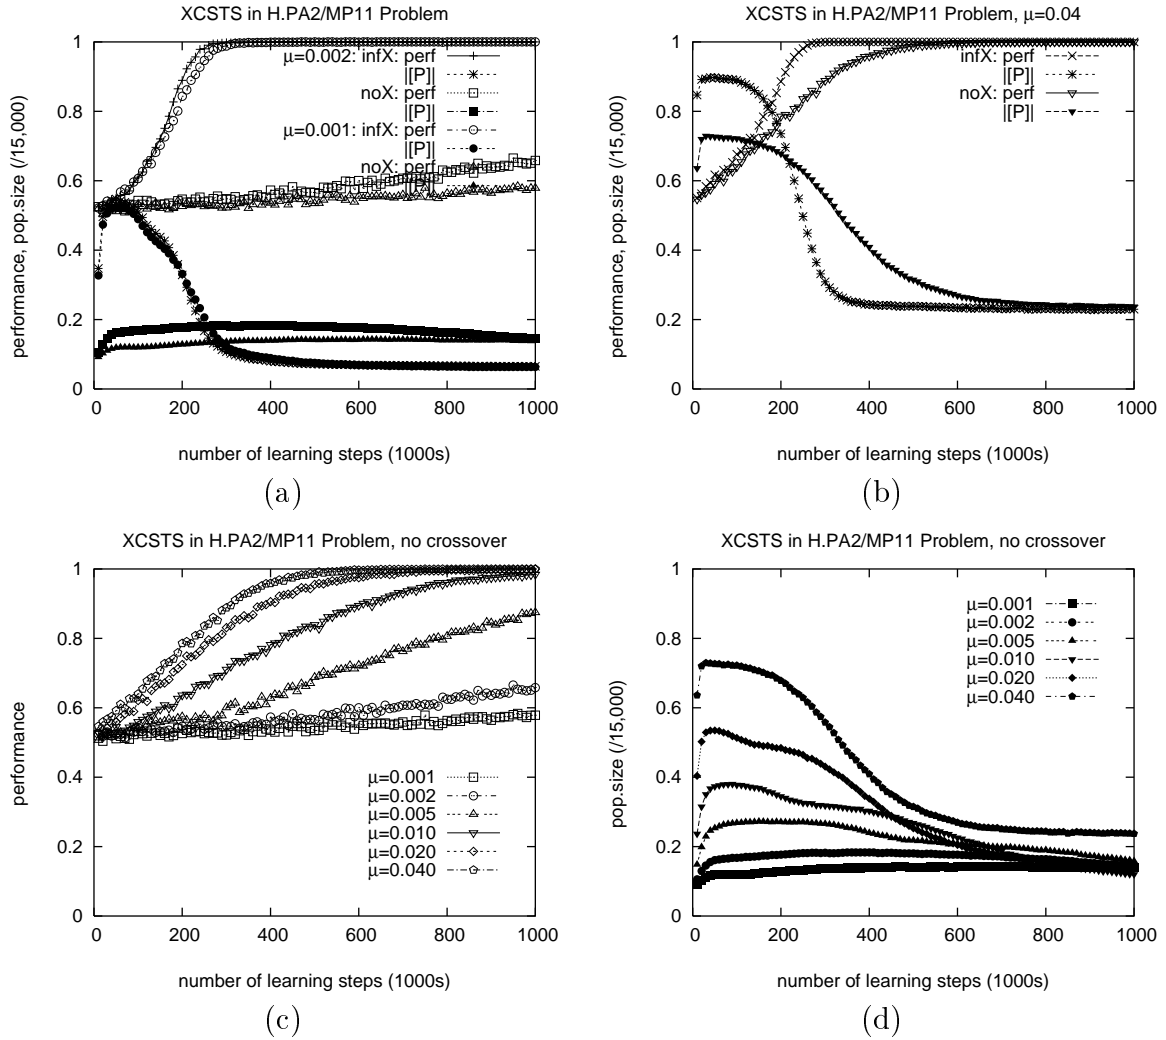 XCSTS in H.PA2/MP11 Problem
performance, pop.size (/15,000)
1
0.8
0.6
0.4
0.2
0
μ=0.002: infX: perf
|[P]|
noX: perf
|[P]|
μ=0.001: infX: perf
|[P]|
noX: perf
|[P]|
0 200 400 600 800 1000
number of learning steps (1000s)
(a)
XCSTS in H.PA2/MP11 Problem, μ=0.04
performance, pop.size (/15,000)
1
0.8
0.6
0.4
0.2
0
infX: perf
|[P]|
noX: perf
|[P]|
0 200 400 600 800 1000
number of learning steps (1000s)
(b)
XCSTS in H.PA2/MP11 Problem, no crossover
performance
1
0.8
0.6
0.4
0.2
0
μ=0.001
μ=0.002
μ=0.005
μ=0.010
μ=0.020
μ=0.040
0 200 400 600 800 1000
number of learning steps (1000s)
(c)
XCSTS in H.PA2/MP11 Problem, no crossover
pop.size (/15,000)
1
0.8
0.6
0.4
0.2
0
μ=0.001
μ=0.002
μ=0.005
μ=0.010
μ=0.020
μ=0.040
0 200 400 600 800 1000
number of learning steps (1000s)
(d)